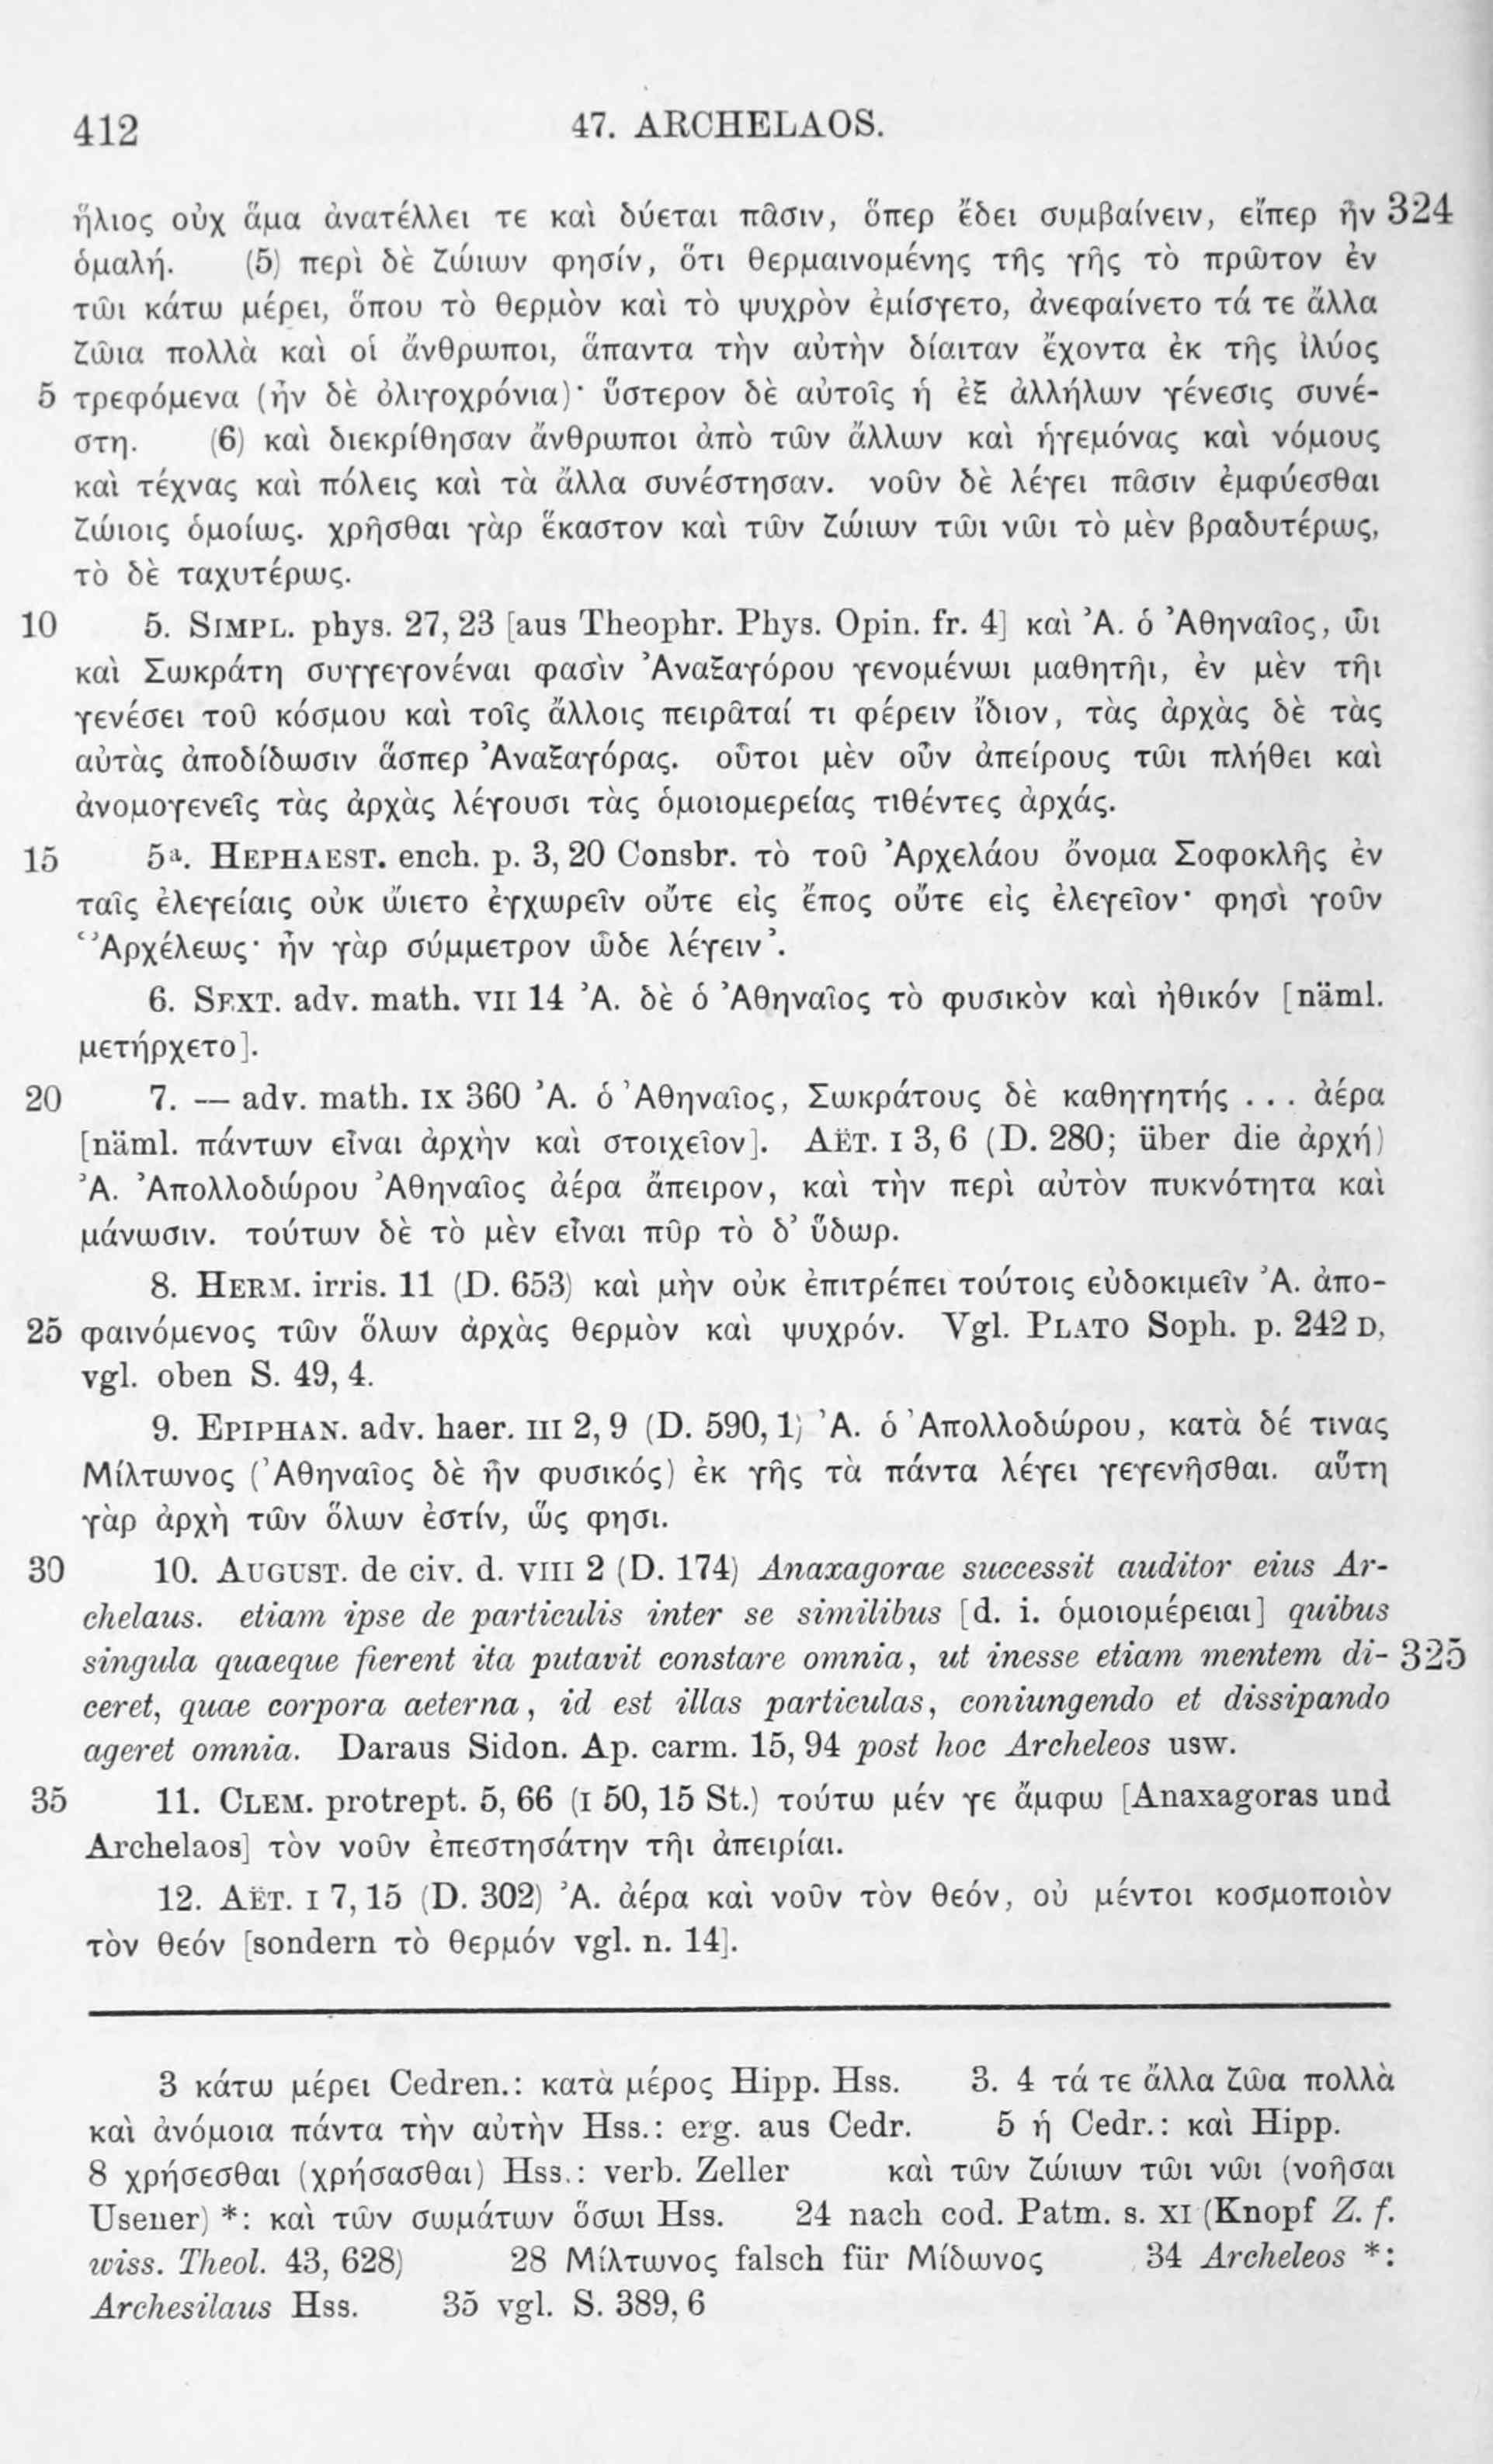 412 47. ARCHELAOS.
ἥλιος οὐχ ἅμα ἀνατέλλει τε καὶ δύεται πᾶσιν, ὅπερ ἔδει συμβαίνειν, εἴπερ ἦν 324
ὁμαλή. (5) περὶ δὲ ζώιων φησίν, ὅτι θερμαινομένης τῆς γῆς τὸ πρῶτον ἐν
τῶι κάτω μέρει, ὅπου τὸ θερμὸν καὶ τὸ ψυχρὸν ἐμίσγετο, ἀνεφαίνετο τά τε ἄλλα
ζῶια πολλὰ καὶ οἱ ἄνθρωποι, ἅπαντα τὴν αὐτὴν δίαιταν ἔχοντα ἐκ τῆς ἰλύος
5 τρεφόμενα (ἦν δὲ ὀλιγοχρόνια)· ὕστερον δὲ αὐτοῖς ἡ ἐξ ἀλλήλων γένεσις συνέ-
στη. (6) καὶ διεκρίθησαν ἄνθρωποι ἀπὸ τῶν ἄλλων καὶ ἡγεμόνας καὶ νόμους
καὶ τέχνας καὶ πόλεις καὶ τὰ ἄλλα συνέστησαν. νοῦν δὲ λέγει πᾶσιν ἐμφύεσθαι
ζώιοις ὁμοίως. χρῆσθαι γὰρ ἕκαστον καὶ τῶν ζώιων τῶι νῶι τὸ μὲν βραδυτέρως,
τὸ δὲ ταχυτέρως.
10 5. SIMPL. phys. 27, 23 [aus Theophr. Phys. Opin. fr. 4] καὶ Ἀ. ὁ Ἀθηναῖος, ὧι
καὶ Σωκράτη συγγεγονέναι φασὶν Ἀναξαγόρου γενομένωι μαθητῆι, ἐν μὲν τῆι
γενέσει τοῦ κόσμου καὶ τοῖς ἄλλοις πειρᾶταί τι φέρειν ἴδιον, τὰς ἀρχὰς δὲ τὰς
αὐτὰς ἀποδίδωσιν ἅσπερ Ἀναξαγόρας. οὗτοι μὲν οὖν ἀπείρους τῶι πλήθει καὶ
ἀνομογενεῖς τὰς ἀρχὰς λέγουσι τὰς ὁμοιομερείας τιθέντες ἀρχάς.
15 5ᵃ. HEPHAEST. ench. p. 3, 20 Consbr. τὸ τοῦ Ἀρχελάου ὄνομα Σοφοκλῆς ἐν
ταῖς ἐλεγείαις οὐκ ὤιετο ἐγχωρεῖν οὔτε εἰς ἔπος οὔτε εἰς ἐλεγεῖον· φησὶ γοῦν
‘Ἀρχέλεως· ἦν γὰρ σύμμετρον ὧδε λέγειν’.
6. SEXT. adv. math. VII 14 Ἀ. δὲ ὁ Ἀθηναῖος τὸ φυσικὸν καὶ ἠθικόν [näml.
μετήρχετο].
20 7. — adv. math. IX 360 Ἀ. ὁ Ἀθηναῖος, Σωκράτους δὲ καθηγητής ... ἀέρα
[näml. πάντων εἶναι ἀρχὴν καὶ στοιχεῖον]. AËT. I 3, 6 (D. 280; über die ἀρχή)
Ἀ. Ἀπολλοδώρου Ἀθηναῖος ἀέρα ἄπειρον, καὶ τὴν περὶ αὐτὸν πυκνότητα καὶ
μάνωσιν. τούτων δὲ τὸ μὲν εἶναι πῦρ τὸ δ’ ὕδωρ.
8. HERM. irris. 11 (D. 653) καὶ μὴν οὐκ ἐπιτρέπει τούτοις εὐδοκιμεῖν Ἀ. ἀπο-
25 φαινόμενος τῶν ὅλων ἀρχὰς θερμὸν καὶ ψυχρόν. Vgl. PLATO Soph. p. 242 D,
vgl. oben S. 49, 4.
9. EPIPHAN. adv. haer. III 2, 9 (D. 590, 1) Ἀ. ὁ Ἀπολλοδώρου, κατὰ δέ τινας
Μίλτωνος (Ἀθηναῖος δὲ ἦν φυσικός) ἐκ γῆς τὰ πάντα λέγει γεγενῆσθαι. αὕτη
γὰρ ἀρχὴ τῶν ὅλων ἐστίν, ὥς φησι.
30 10. AUGUST. de civ. d. VIII 2 (D. 174) Anaxagorae successit auditor eius Ar-
chelaus. etiam ipse de particulis inter se similibus [d. i. ὁμοιομέρειαι] quibus
singula quaeque fierent ita putavit constare omnia, ut inesse etiam mentem di- 325
ceret, quae corpora aeterna, id est illas particulas, coniungendo et dissipando
ageret omnia. Daraus Sidon. Ap. carm. 15, 94 post hoc Archeleos usw.
35 11. CLEM. protrept. 5, 66 (I 50, 15 St.) τούτω μέν γε ἄμφω [Anaxagoras und
Archelaos] τὸν νοῦν ἐπεστησάτην τῆι ἀπειρίαι.
12. AËT. I 7, 15 (D. 302) Ἀ. ἀέρα καὶ νοῦν τὸν θεόν, οὐ μέντοι κοσμοποιὸν
τὸν θεόν [sondern τὸ θερμόν vgl. n. 14].
3 κάτω μέρει Cedren.: κατὰ μέρος Hipp. Hss. 3. 4 τά τε ἄλλα ζῶα πολλὰ
καὶ ἀνόμοια πάντα τὴν αὐτὴν Hss.: erg. aus Cedr. 5 ἡ Cedr.: καὶ Hipp.
8 χρήσεσθαι (χρήσασθαι) Hss.: verb. Zeller καὶ τῶν ζώιων τῶι νῶι (νοῆσαι
Usener) *: καὶ τῶν σωμάτων ὅσωι Hss. 24 nach cod. Patm. s. XI (Knopf Z. f.
wiss. Theol. 43, 628) 28 Μίλτωνος falsch für Μίδωνος 34 Archeleos *:
Archesilaus Hss. 35 vgl. S. 389, 6